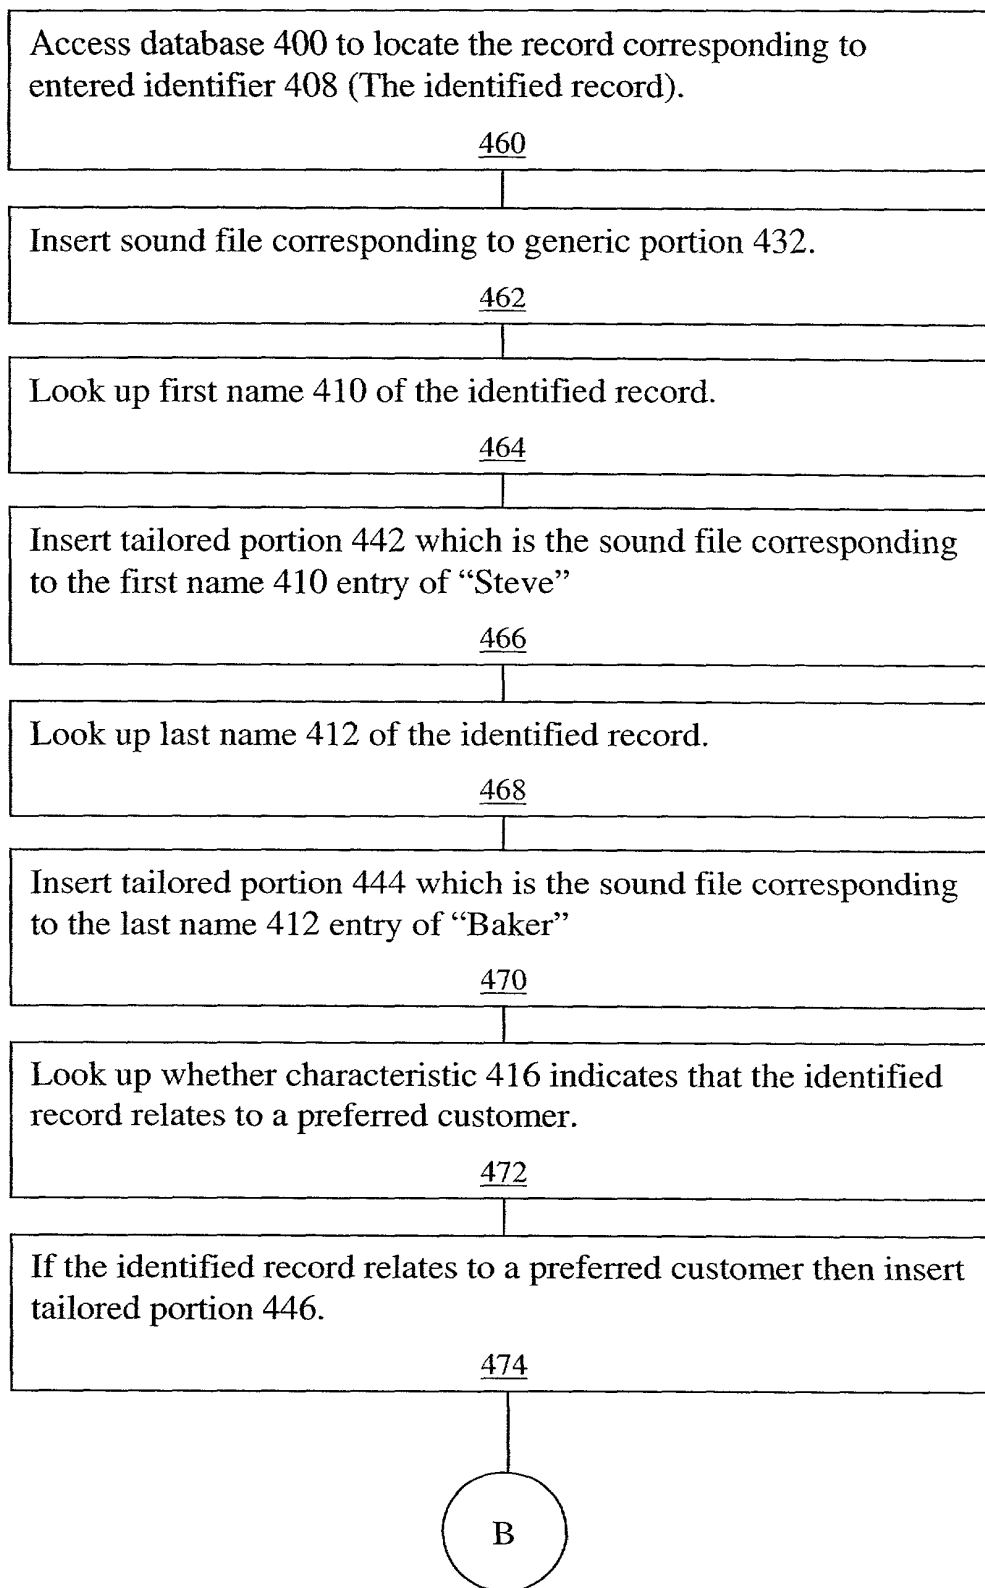 Access database 400 to locate the record corresponding to
entered identifier 408 (The identified record).
460
Insert sound file corresponding to generic portion 432.
462
Look up first name 410 of the identified record.
464
Insert tailored portion 442 which is the sound file corresponding
to the first name 410 entry of “Steve”
466
Look up last name 412 of the identified record.
468
Insert tailored portion 444 which is the sound file corresponding
to the last name 412 entry of “Baker”
470
Look up whether characteristic 416 indicates that the identified
record relates to a preferred customer.
472
If the identified record relates to a preferred customer then insert
tailored portion 446.
474
B